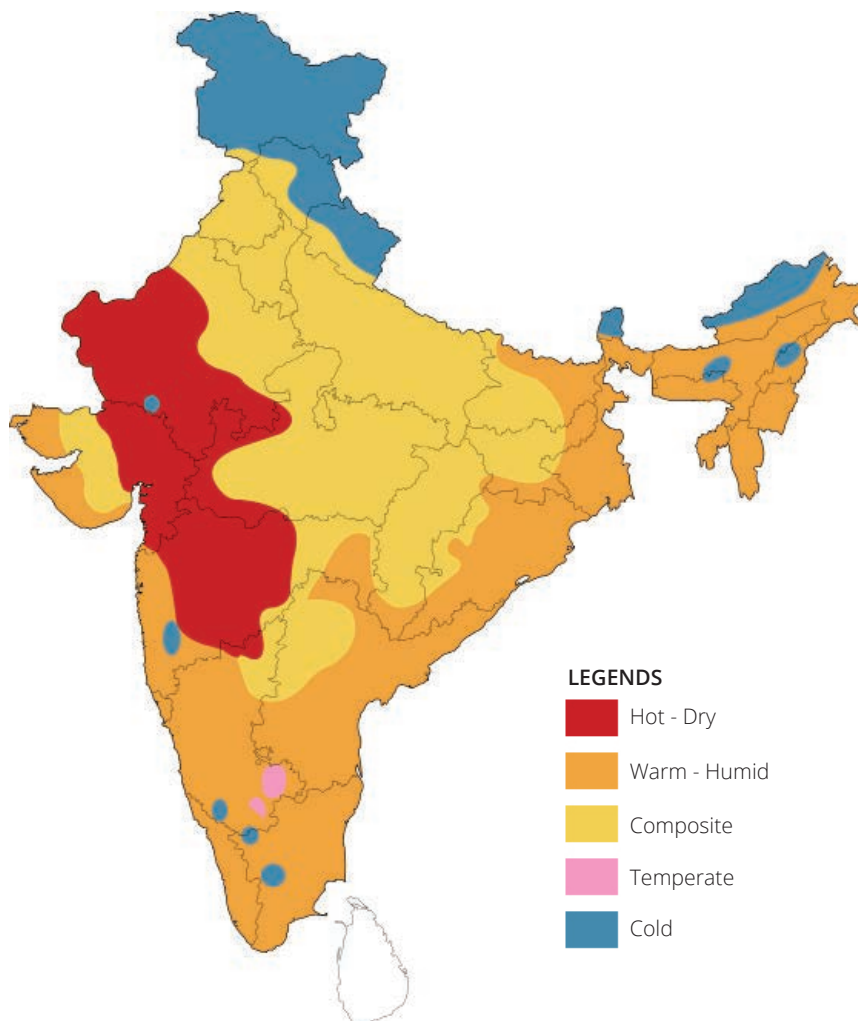 LEGENDS
Hot - Dry
Warm - Humid
Composite
Temperate
Cold